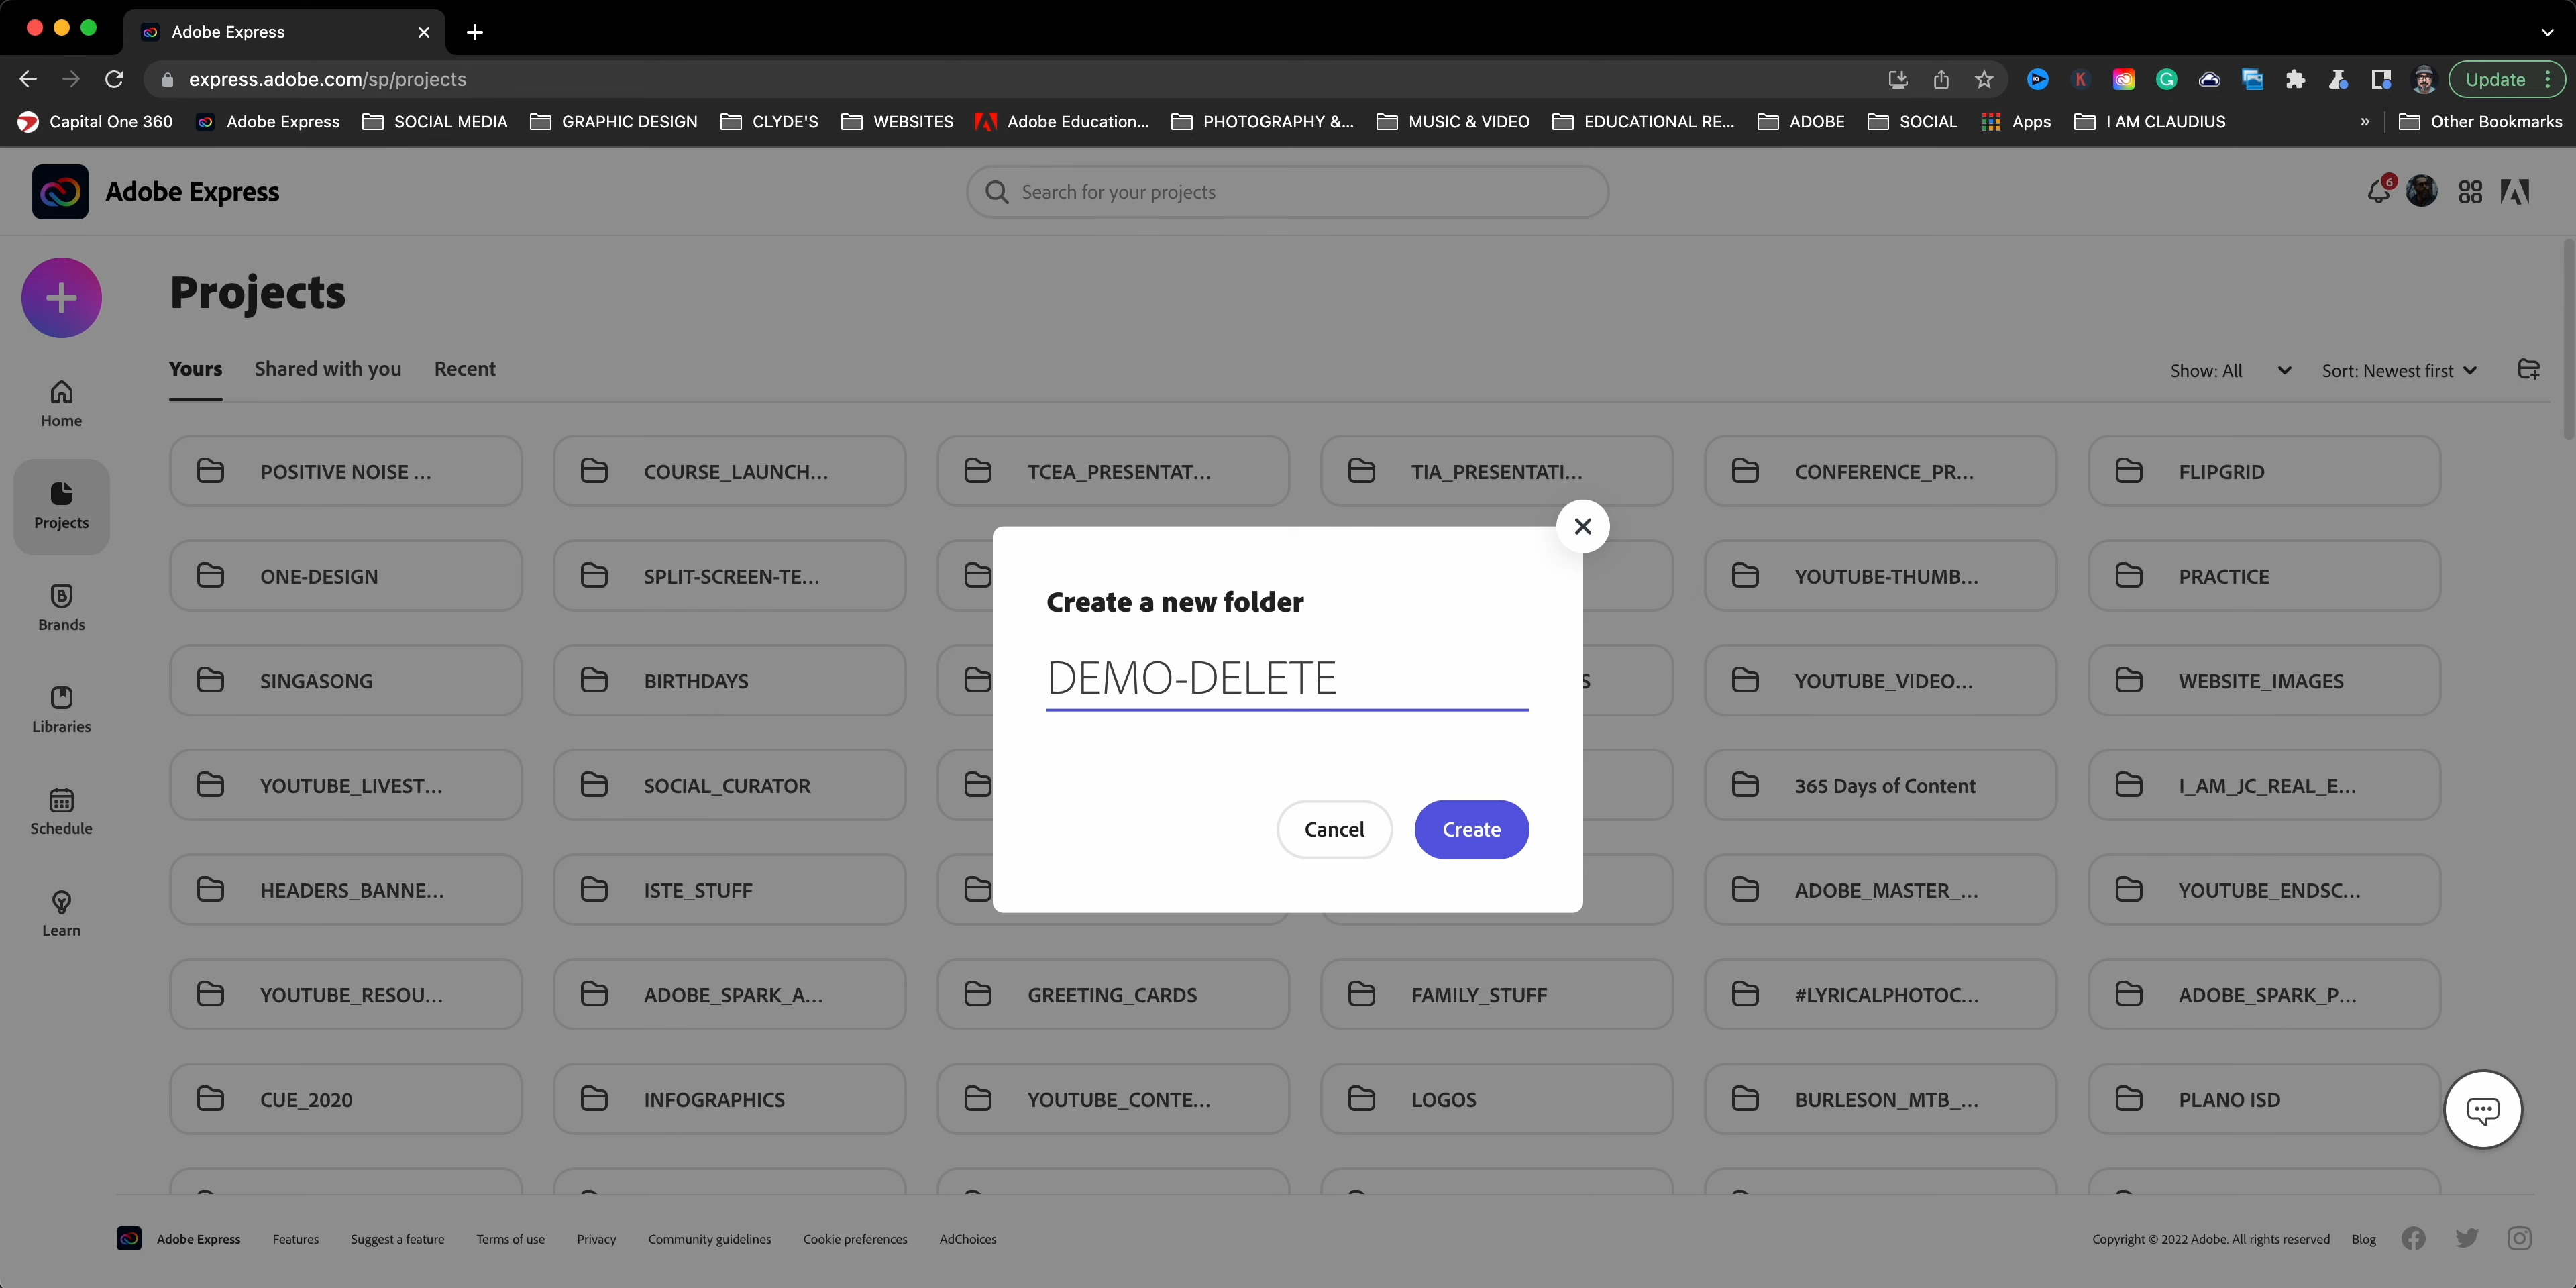 Adobe Express
express.adobe.com/sp/projects
Update
Capital One 360 Adobe Express SOCIAL MEDIA GRAPHIC DESIGN CLYDE'S WEBSITES Adobe Education... PHOTOGRAPHY &... MUSIC & VIDEO EDUCATIONAL RE... ADOBE SOCIAL Apps I AM CLAUDIUS » Other Bookmarks
Adobe Express
Search for your projects
6
Projects
Yours Shared with you Recent
Show: All Sort: Newest first
Home
Projects
Brands
Libraries
Schedule
Learn
POSITIVE NOISE ... COURSE_LAUNCH... TCEA_PRESENTAT... TIA_PRESENTATI... CONFERENCE_PR... FLIPGRID
ONE-DESIGN SPLIT-SCREEN-TE... YOUTUBE-THUMB... PRACTICE
SINGASONG BIRTHDAYS S YOUTUBE_VIDEO... WEBSITE_IMAGES
YOUTUBE_LIVEST... SOCIAL_CURATOR 365 Days of Content I_AM_JC_REAL_E...
HEADERS_BANNE... ISTE_STUFF ADOBE_MASTER_... YOUTUBE_ENDSC...
YOUTUBE_RESOU... ADOBE_SPARK_A... GREETING_CARDS FAMILY_STUFF #LYRICALPHOTOC... ADOBE_SPARK_P...
CUE_2020 INFOGRAPHICS YOUTUBE_CONTE... LOGOS BURLESON_MTB_... PLANO ISD
Create a new folder
DEMO-DELETE
Cancel Create
Adobe Express Features Suggest a feature Terms of use Privacy Community guidelines Cookie preferences AdChoices Copyright © 2022 Adobe. All rights reserved Blog